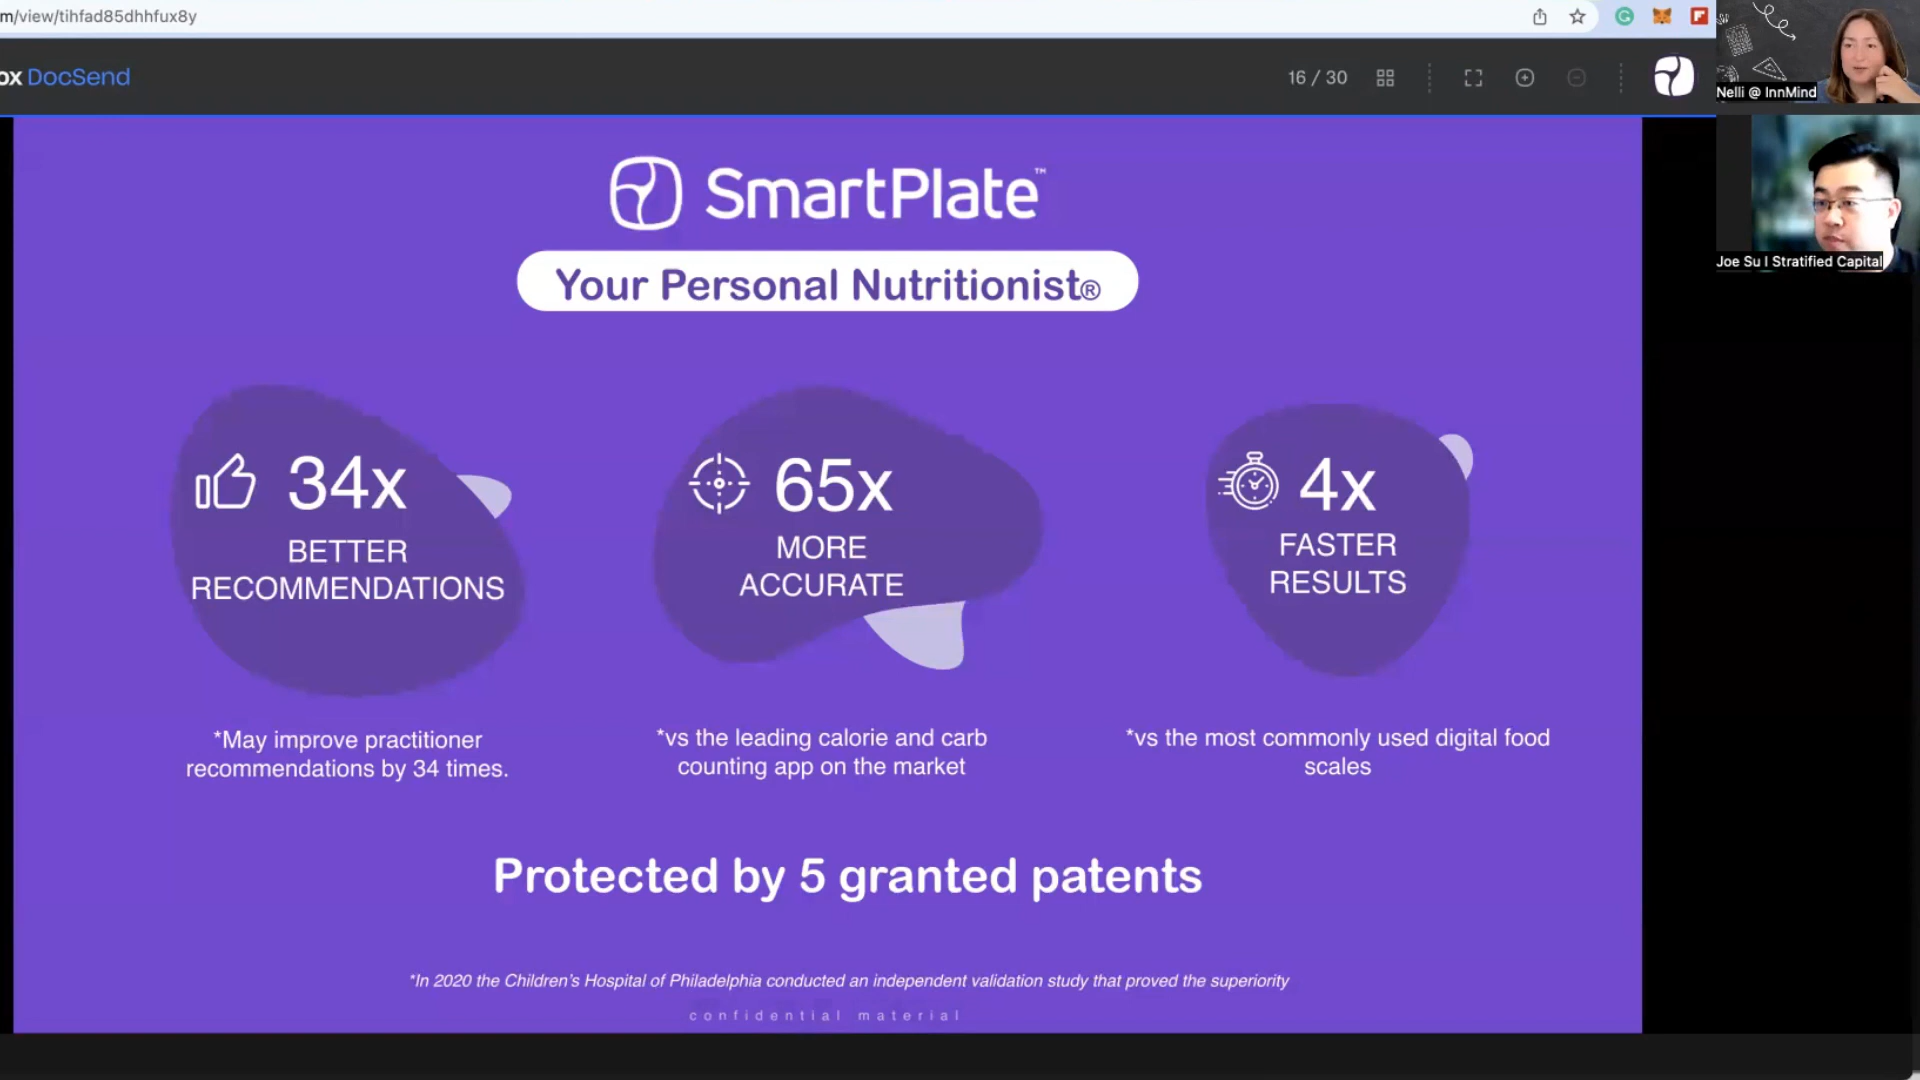 m/view/tihfad85dhhfux8y
ox DocSend
16 / 30
Nelli @ InnMind
Joe Su I Stratified Capital
SmartPlate™
Your Personal Nutritionist®
34x
BETTER
RECOMMENDATIONS
*May improve practitioner
recommendations by 34 times.
65x
MORE
ACCURATE
*vs the leading calorie and carb
counting app on the market
4x
FASTER
RESULTS
*vs the most commonly used digital food
scales
Protected by 5 granted patents
*In 2020 the Children's Hospital of Philadelphia conducted an independent validation study that proved the superiority
confidential material